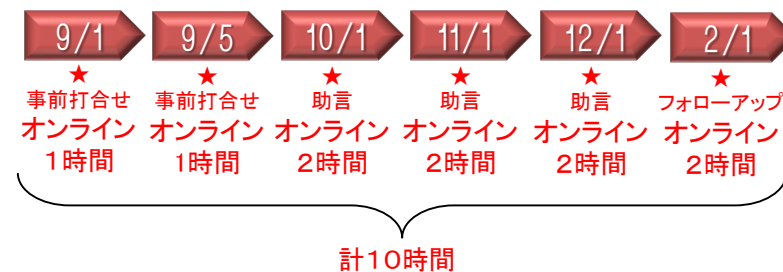 9/1 9/5 10/1 11/1 12/1 2/1
★ ★ ★ ★ ★ ★
事前打合せ 事前打合せ 助言 助言 助言 フォローアップ
オンライン オンライン オンライン オンライン オンライン オンライン
1時間 1時間 2時間 2時間 2時間 2時間
計10時間